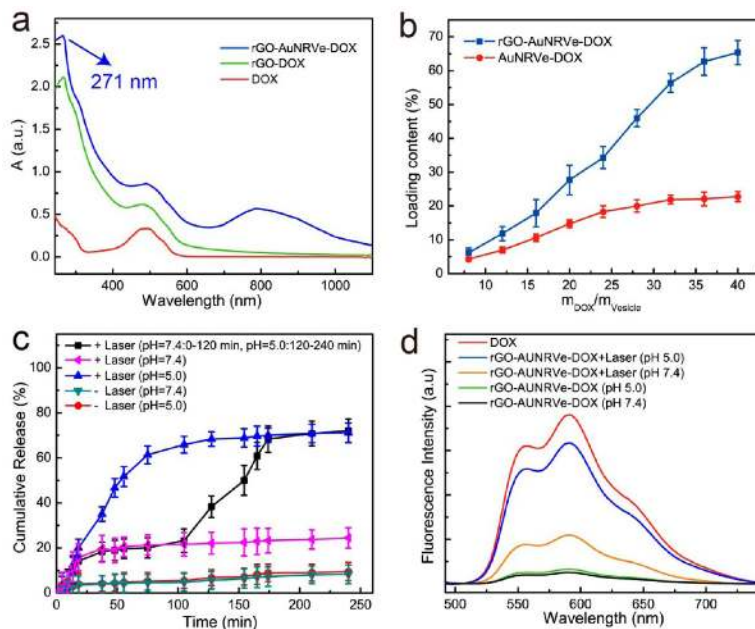 a
2.5
2.0
1.5
1.0
0.5
0.0
A (a.u.)
271 nm
rGO-AuNRVe-DOX
rGO-DOX
DOX
400 600 800 1000
Wavelength (nm)
b
70
60
50
40
30
20
10
0
Loading content (%)
rGO-AuNRVe-DOX
AuNRVe-DOX
10 15 20 25 30 35 40
mDOX/mVesicle
c
100
80
60
40
20
0
Cumulative Release (%)
+ Laser (pH=7.4:0-120 min, pH=5.0:120-240 min)
+ Laser (pH=7.4)
+ Laser (pH=5.0)
- Laser (pH=7.4)
- Laser (pH=5.0)
0 50 100 150 200 250
Time (min)
d
Fluorescence Intensity (a.u)
DOX
rGO-AUNRVe-DOX+Laser (pH 5.0)
rGO-AUNRVe-DOX+Laser (pH 7.4)
rGO-AUNRVe-DOX (pH 5.0)
rGO-AUNRVe-DOX (pH 7.4)
500 550 600 650 700
Wavelength (nm)